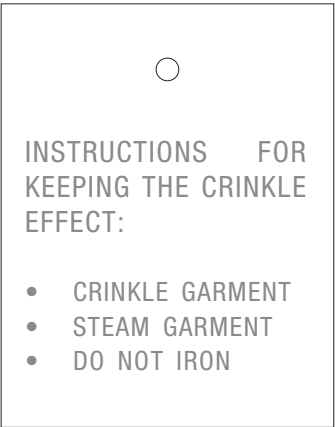 INSTRUCTIONS FOR
KEEPING THE CRINKLE
EFFECT:
• CRINKLE GARMENT
• STEAM GARMENT
• DO NOT IRON